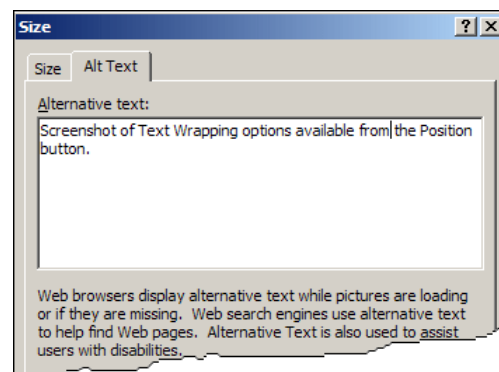 Size
Size Alt Text
Alternative text:
Screenshot of Text Wrapping options available from the Position
button.
Web browsers display alternative text while pictures are loading
or if they are missing. Web search engines use alternative text
to help find Web pages. Alternative Text is also used to assist
users with disabilities.